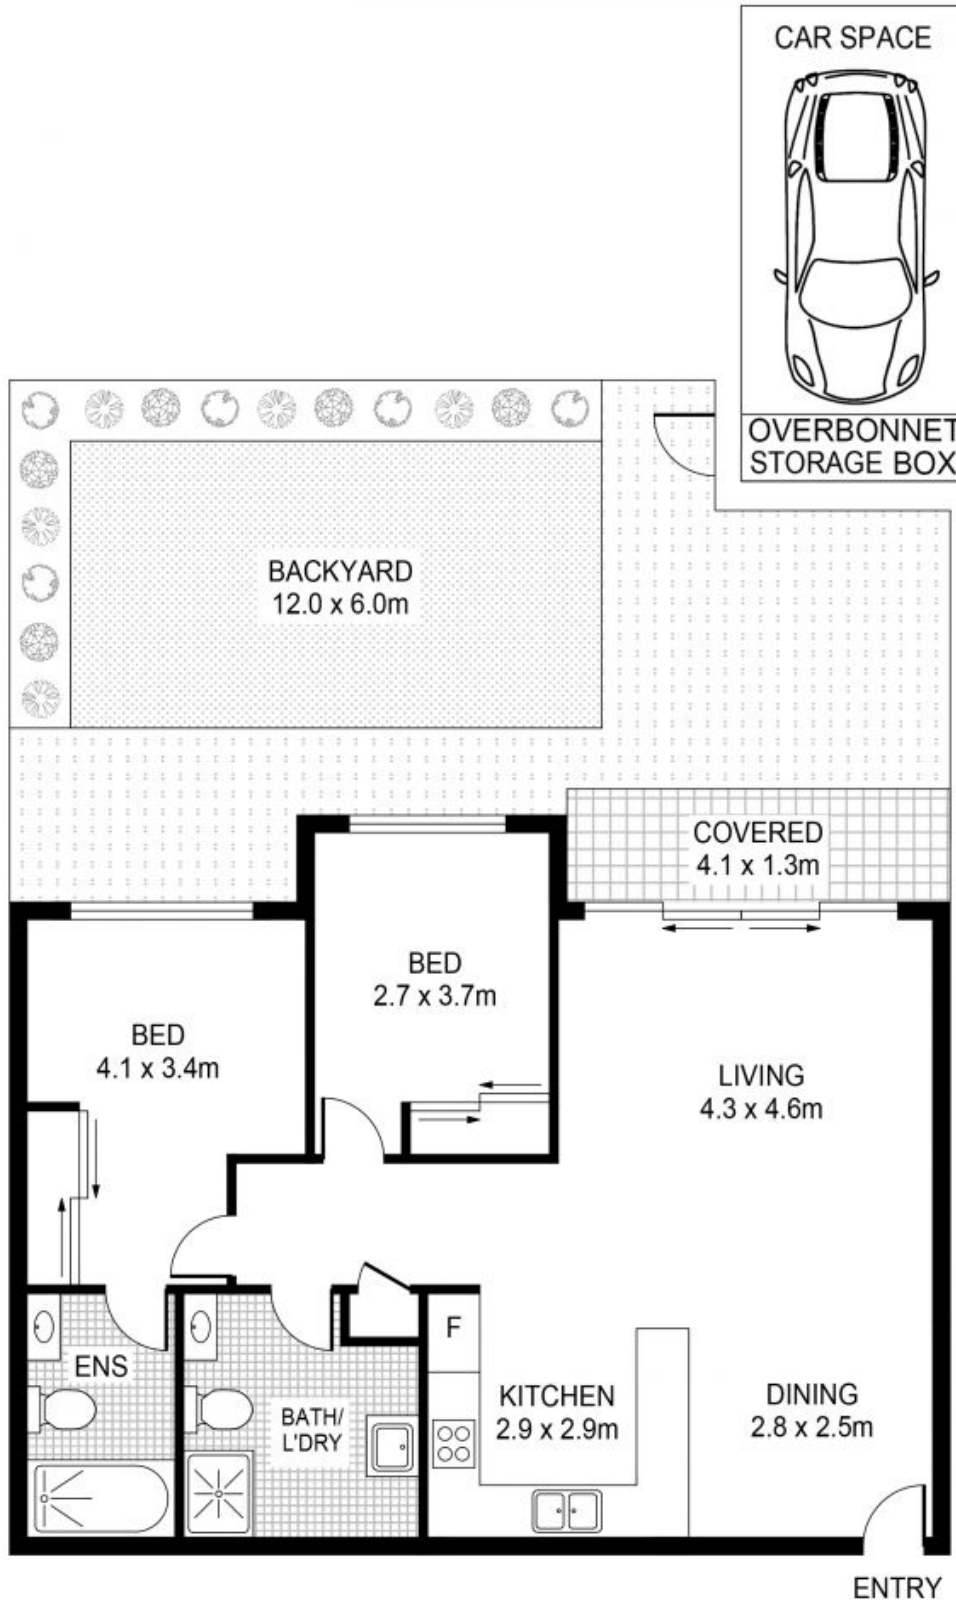 CAR SPACE
OVERBONNET
STORAGE BOX
BACKYARD
12.0 x 6.0m
COVERED
4.1 x 1.3m
BED
2.7 x 3.7m
BED
4.1 x 3.4m
LIVING
4.3 x 4.6m
F
ENS
KITCHEN
2.9 x 2.9m
DINING
2.8 x 2.5m
BATH/
L'DRY
ENTRY